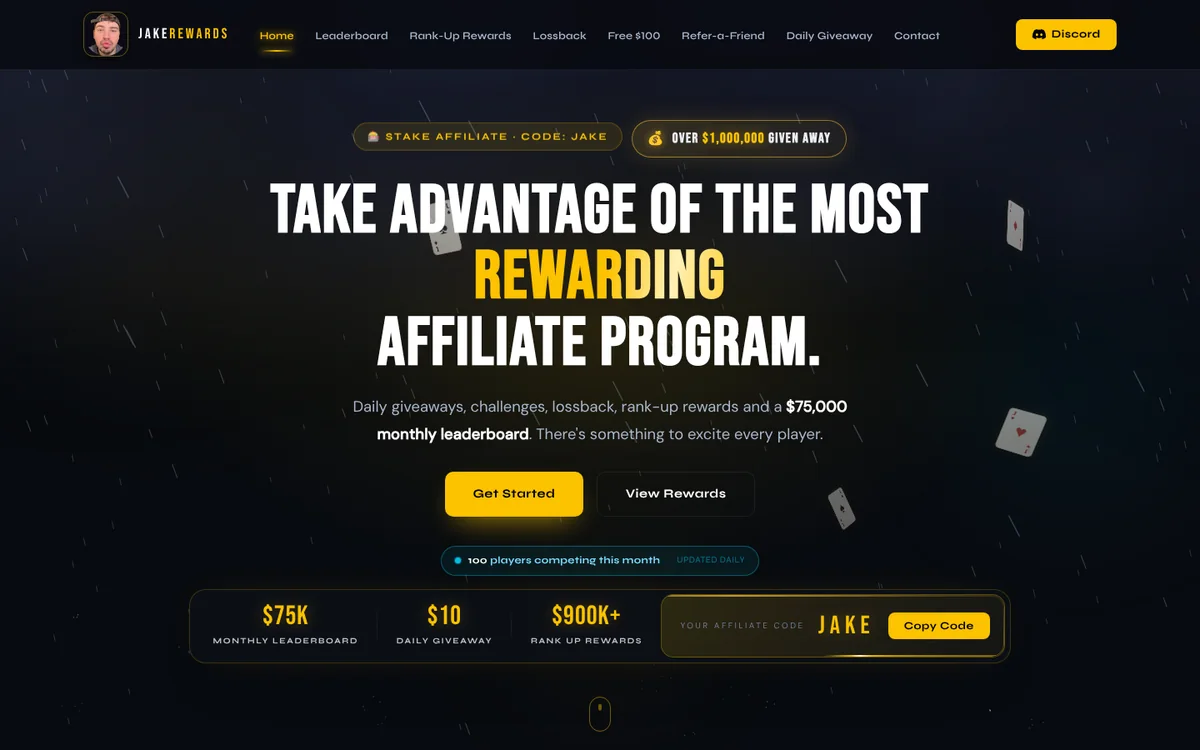 JAKEREWARDS
Home
Leaderboard
Rank-Up Rewards
Lossback
Free $100
Refer-a-Friend
Daily Giveaway
Contact
Discord
STAKE AFFILIATE · CODE: JAKE
OVER $1,000,000 GIVEN AWAY
TAKE ADVANTAGE OF THE MOST
REWARDING
AFFILIATE PROGRAM.
Daily giveaways, challenges, lossback, rank-up rewards and a $75,000
monthly leaderboard. There's something to excite every player.
Get Started
View Rewards
100 players competing this month
UPDATED DAILY
$75K
MONTHLY LEADERBOARD
$10
DAILY GIVEAWAY
$900K+
RANK UP REWARDS
YOUR AFFILIATE CODE
JAKE
Copy Code